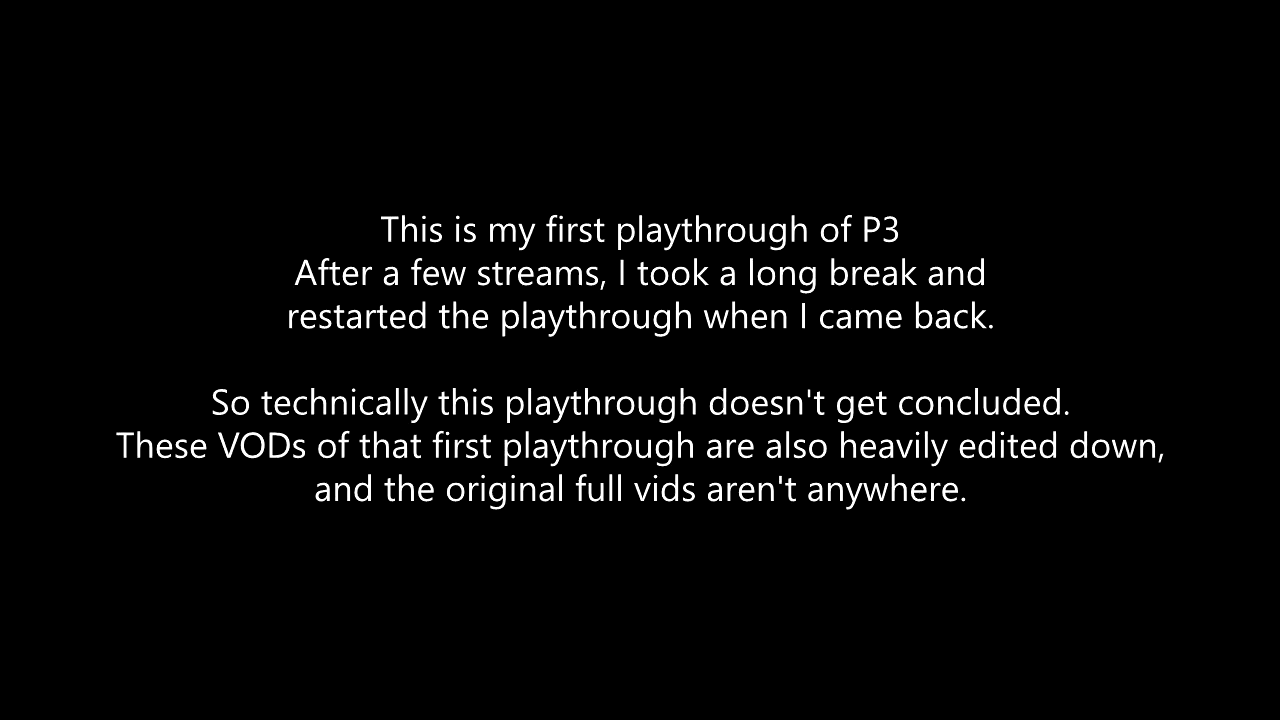 This is my first playthrough of P3
After a few streams, I took a long break and
restarted the playthrough when I came back.
So technically this playthrough doesn't get concluded.
These VODs of that first playthrough are also heavily edited down,
and the original full vids aren't anywhere.